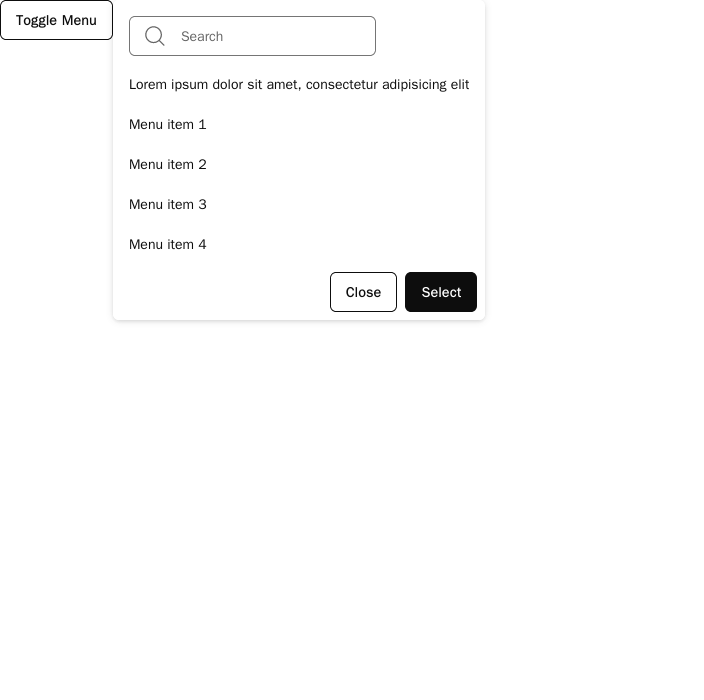 Toggle Menu
Search
Lorem ipsum dolor sit amet, consectetur adipisicing elit
Menu item 1
Menu item 2
Menu item 3
Menu item 4
Close
Select